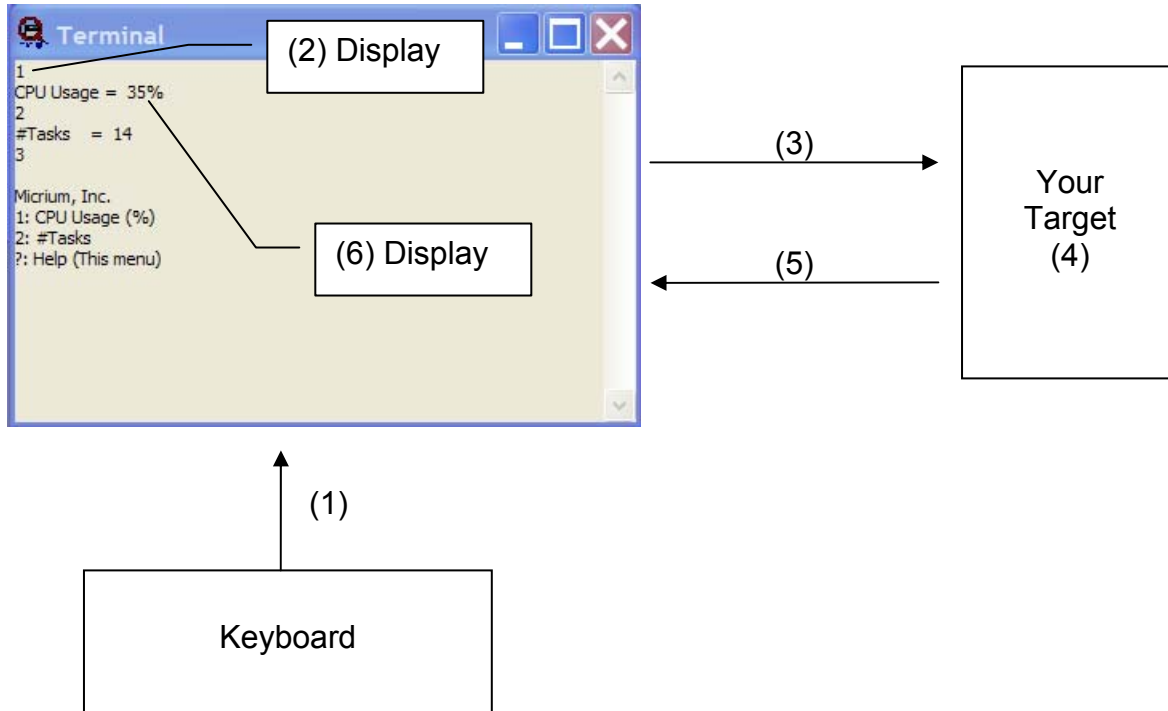 Terminal
(2) Display
1
CPU Usage = 35%
2
#Tasks = 14
3
Micrium, Inc.
1: CPU Usage (%)
2: #Tasks
?: Help (This menu)
(6) Display
(3)
(5)
Your
Target
(4)
(1)
Keyboard